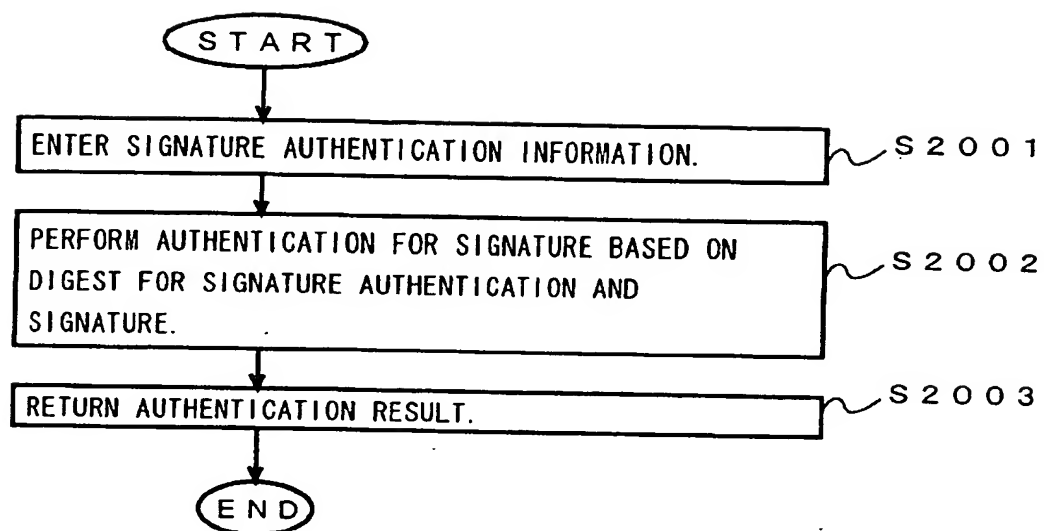 START
ENTER SIGNATURE AUTHENTICATION INFORMATION.
S2001
PERFORM AUTHENTICATION FOR SIGNATURE BASED ON
DIGEST FOR SIGNATURE AUTHENTICATION AND
SIGNATURE.
S2002
RETURN AUTHENTICATION RESULT.
S2003
END